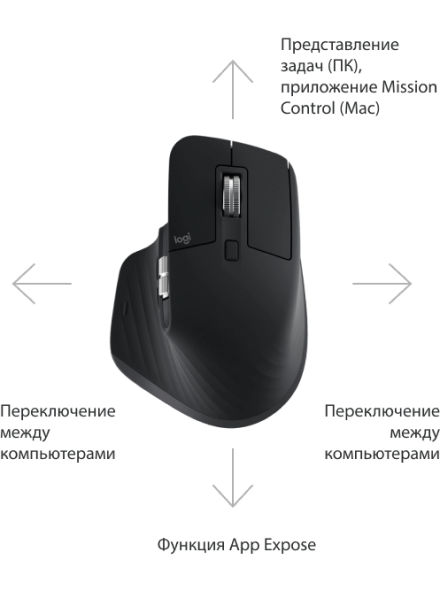 Представление
задач (ПК),
приложение Mission
Control (Mac)
logi
Переключение
между
компьютерами
Переключение
между
компьютерами
Функция App Expose